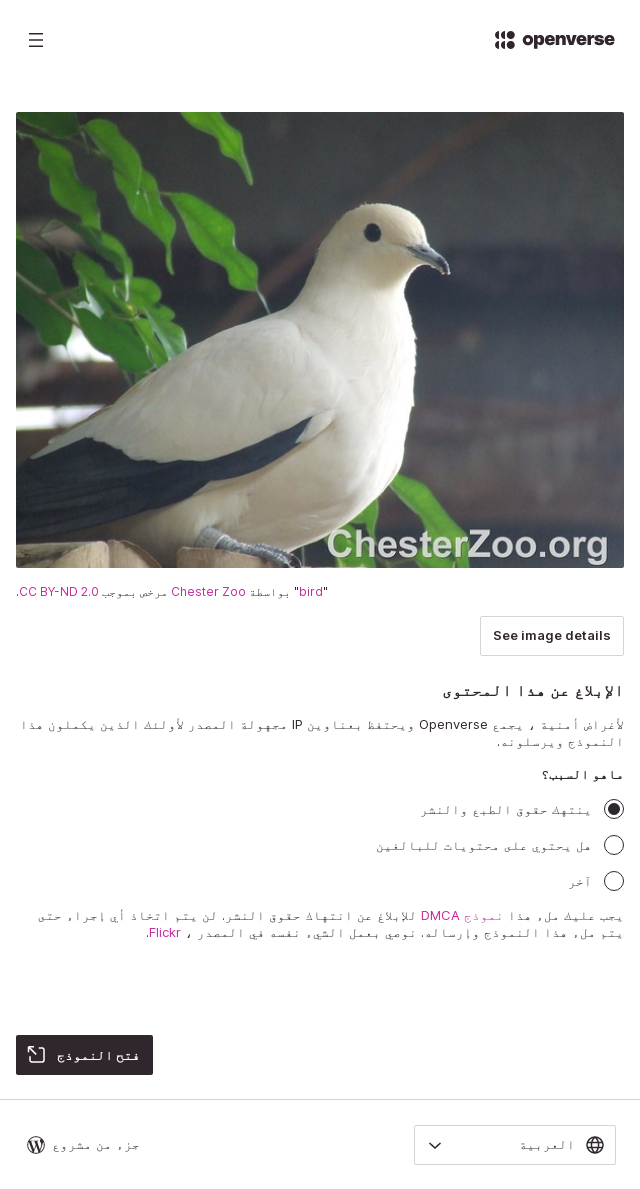 openverse
ChesterZoo.org
"bird" بواسطة Chester Zoo مرخص بموجب CC BY-ND 2.0.
See image details
الإبلاغ عن هذا المحتوى
لأغراض أمنية ، يجمع Openverse ويحتفظ بعناوين IP مجهولة المصدر لأولئك الذين يكملون هذا
النموذج ويرسلونه.
ماهو السبب؟
ينتهك حقوق الطبع والنشر
هل يحتوي على محتويات للبالغين
آخر
يجب عليك ملء هذا نموذج DMCA للإبلاغ عن انتهاك حقوق النشر. لن يتم اتخاذ أي إجراء حتى
يتم ملء هذا النموذج وإرساله. نوصي بعمل الشيء نفسه في المصدر ، Flickr.
فتح النموذج
العربية
جزء من مشروع